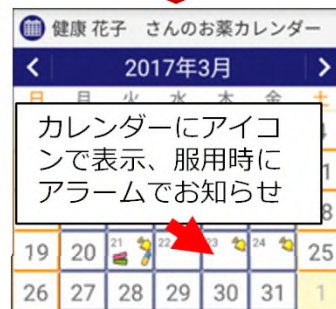 健康 花子 さんのお薬カレンダー
< 2017年3月 >
日 月 火 水 木 金 土
カレンダーにアイコ
ンで表示、服用時に
アラームでお知らせ
19 20 21 22 23 24 25
26 27 28 29 30 31 1